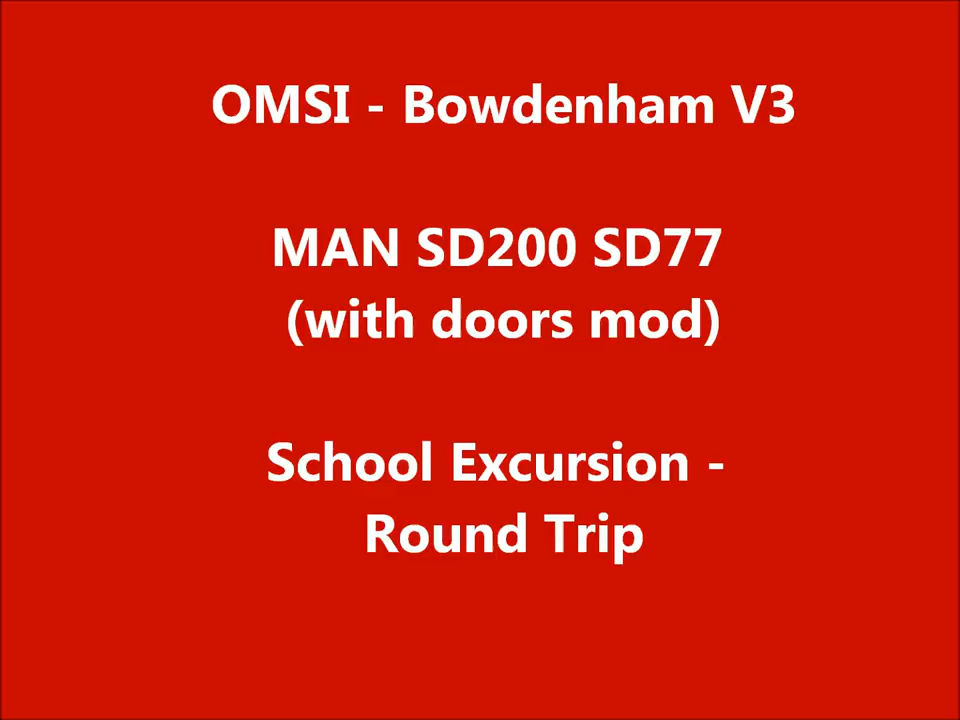 OMSI - Bowdenham V3
MAN SD200 SD77
(with doors mod)
School Excursion -
Round Trip